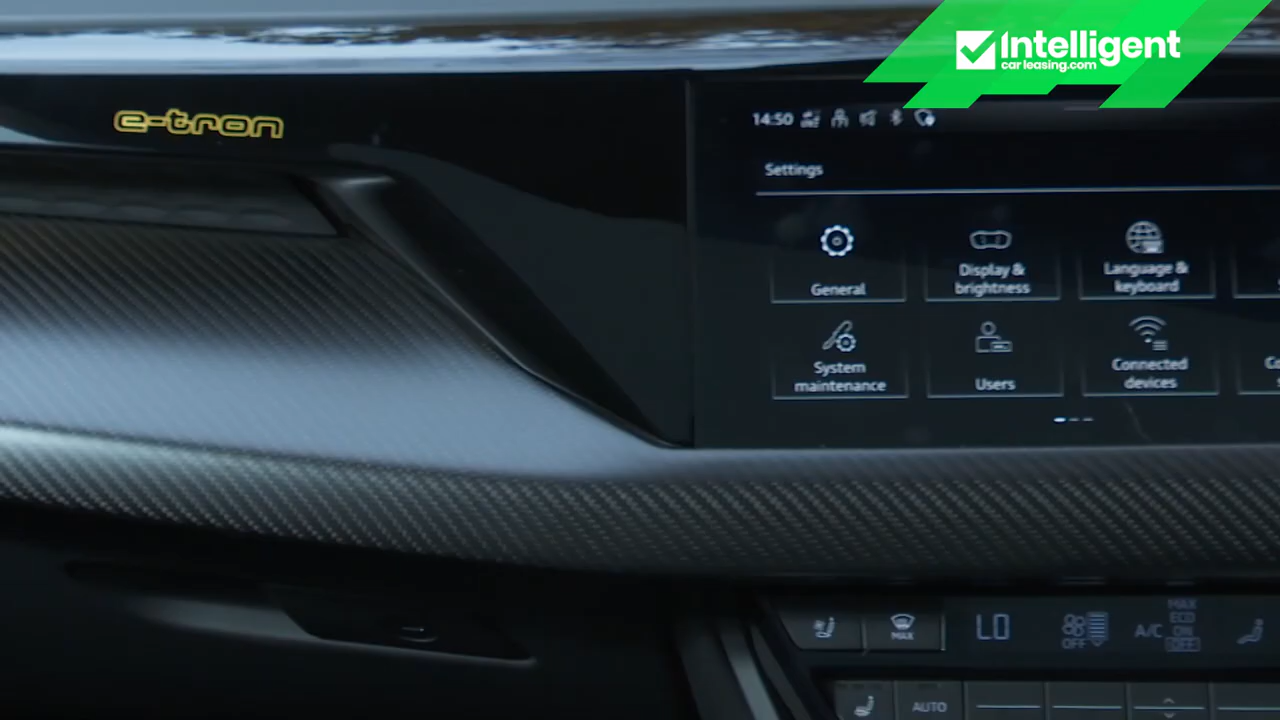 Intelligent
carleasing.com
e-tron
14:50
Settings
General
Display &
brightness
Language &
keyboard
System
maintenance
Users
Connected
devices
MAX
LO
OFF
A/C
MAX
ECO
ON
OFF
AUTO